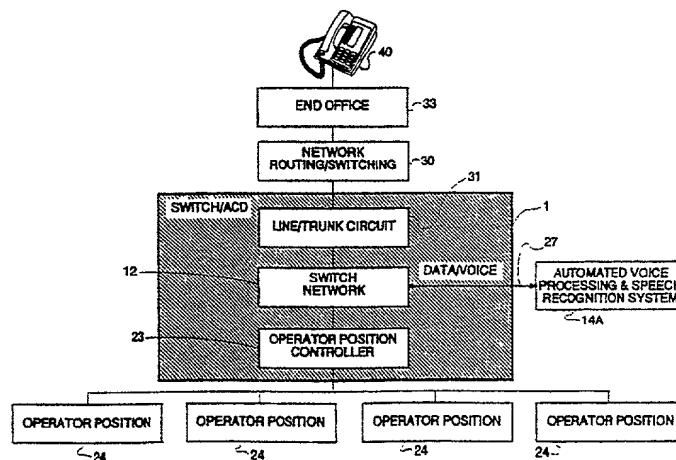 40
END OFFICE
33
NETWORK
ROUTING/SWITCHING
30
31
SWITCH/ACD
LINE/TRUNK CIRCUIT
1
27
12
SWITCH
NETWORK
DATA/VOICE
AUTOMATED VOICE
PROCESSING & SPEECH
RECOGNITION SYSTEM
14A
23
OPERATOR POSITION
CONTROLLER
OPERATOR POSITION
OPERATOR POSITION
OPERATOR POSITION
OPERATOR POSITION
24
24
24
24